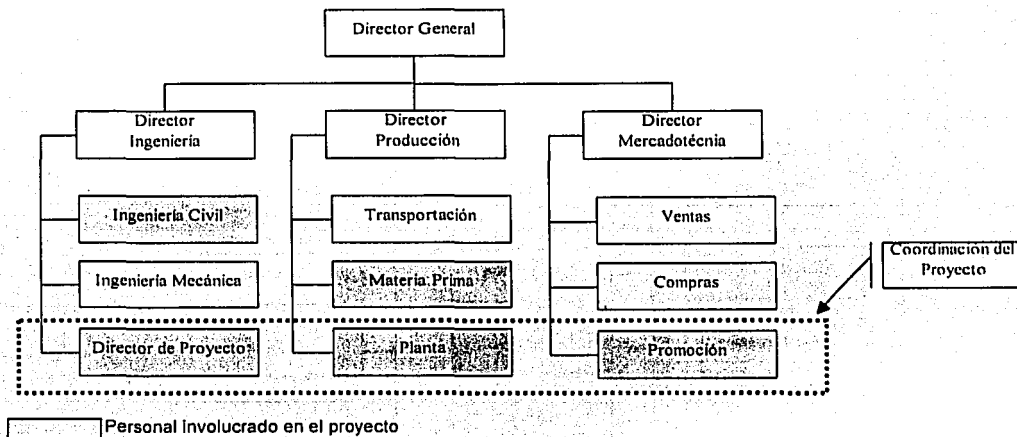 Director General
Director
Ingeniería
Director
Producción
Director
Mercadotécnia
Ingeniería Civil
Transportación
Ventas
Coordinación del
Proyecto
Ingeniería Mecánica
Materia Prima
Compras
Director de Proyecto
Planta
Promoción
Personal Involucrado en el proyecto